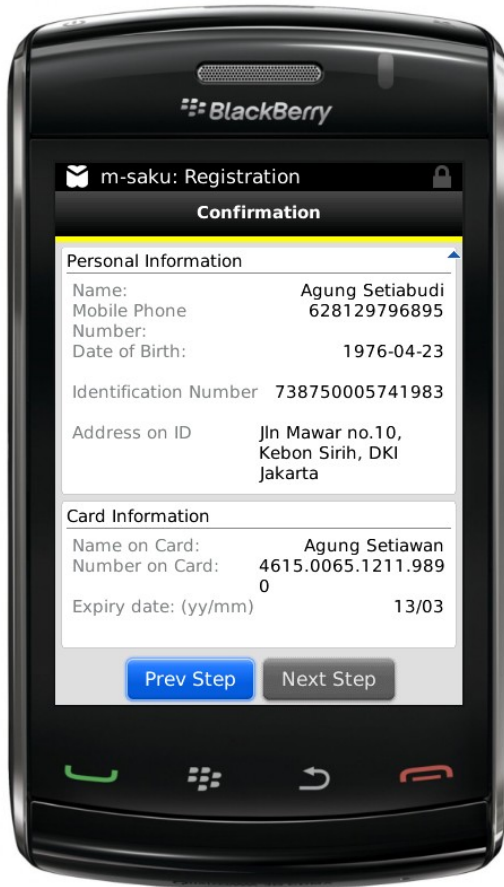 BlackBerry
m-saku: Registration
Confirmation
Personal Information
Name: Agung Setiabudi
Mobile Phone 628129796895
Number:
Date of Birth: 1976-04-23
Identification Number 738750005741983
Address on ID Jln Mawar no.10,
Kebon Sirih, DKI
Jakarta
Card Information
Name on Card: Agung Setiawan
Number on Card: 4615.0065.1211.989
0
Expiry date: (yy/mm) 13/03
Prev Step Next Step